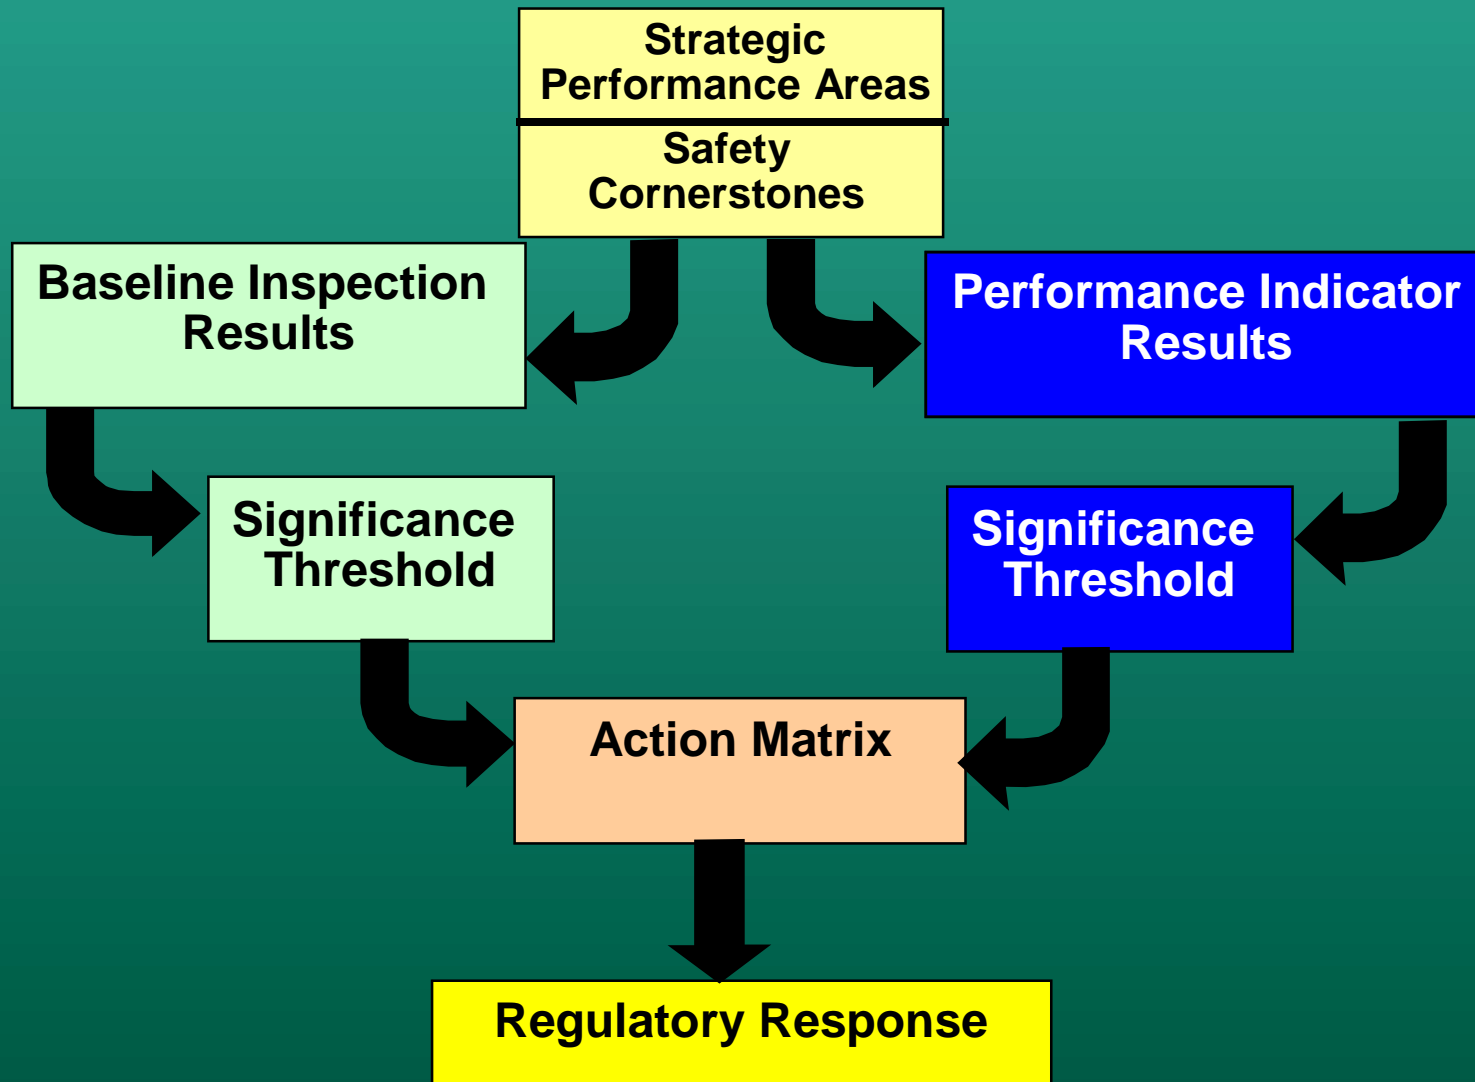 Strategic
Performance Areas
Safety
Cornerstones
Baseline Inspection
Results
Performance Indicator
Results
Significance
Threshold
Significance
Threshold
Action Matrix
Regulatory Response